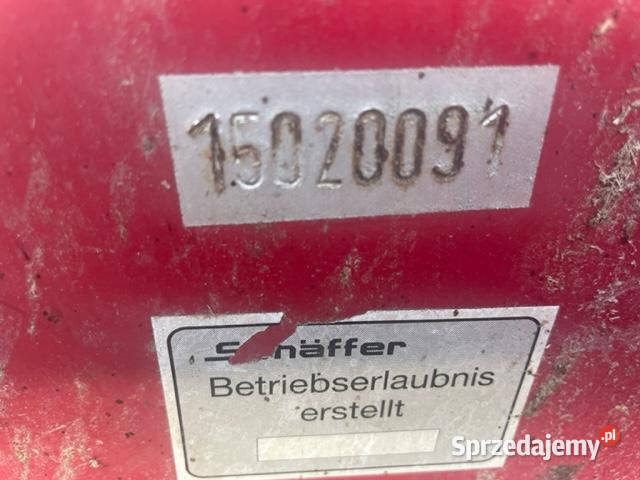 15020091
Schäffer
Betriebserlaubnis
erstellt
Sprzedajemy.pl